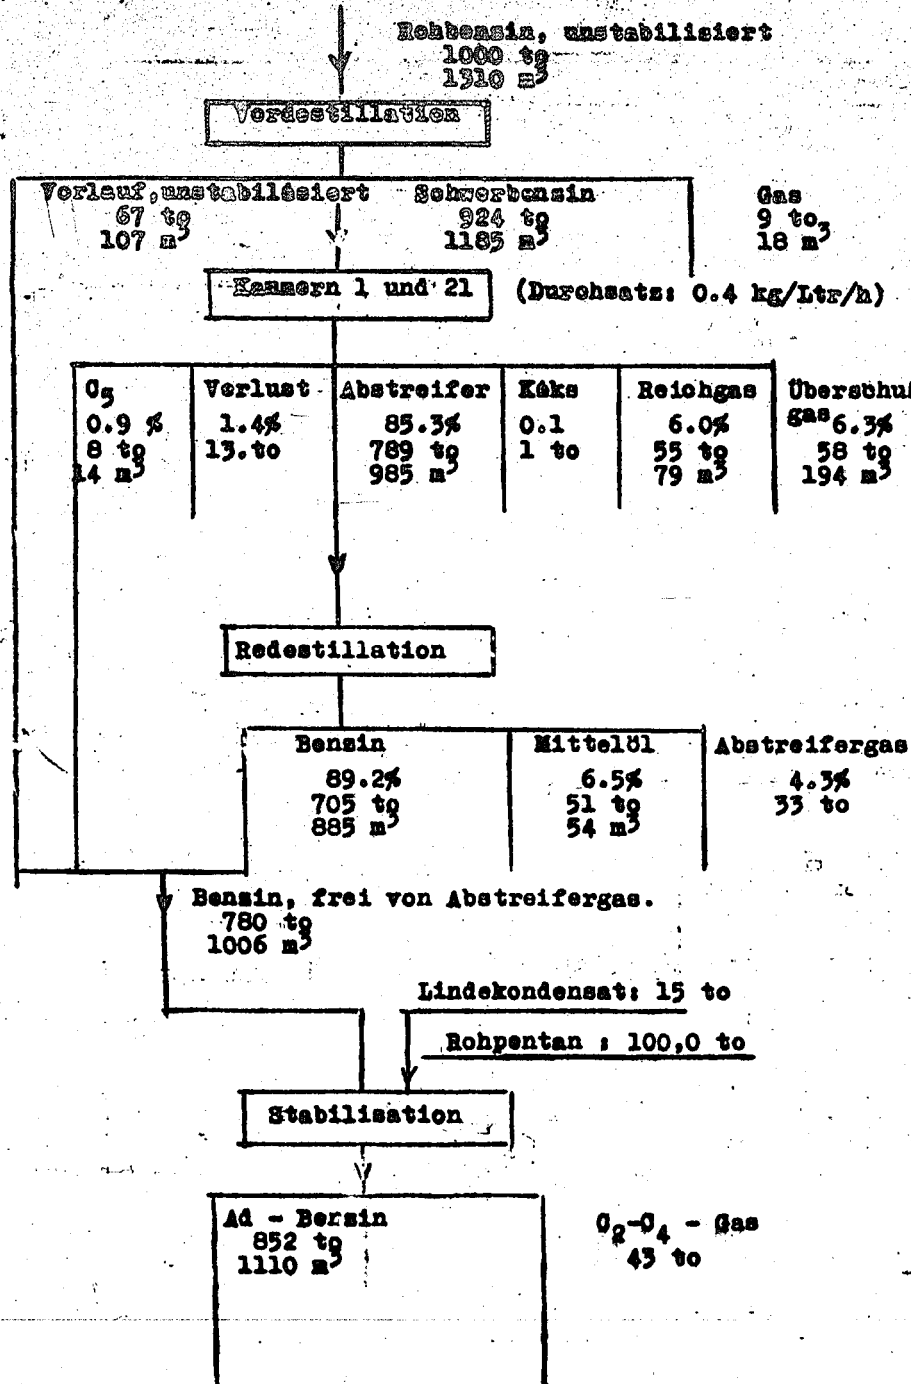 Rohbensin, unstabilisiert
1000 to
1310 m³
Vordestillation
Vorlauf,unstabilisiert
67 to
107 m³
Schwerbensin
924 to
1185 m³
Gas
9 to
18 m³
Kammern 1 und 21
(Durchsatz: 0.4 kg/Ltr/h)
C5
0.9 %
8 to
14 m³
Verlust
1.4%
13.to
Abstreifer
85.3%
789 to
985 m³
Koks
0.1
1 to
Reichgas
6.0%
55 to
79 m³
Überschuß
gas 6.3%
58 to
194 m³
Redestillation
Bensin
89.2%
705 to
885 m³
Mittelöl
6.5%
51 to
54 m³
Abstreifergas
4.3%
33 to
Bensin, frei von Abstreifergas.
780 to
1006 m³
Lindekondensat: 15 to
Rohpentan : 100,0 to
Stabilisation
Ad - Bensin
852 to
1110 m³
C2-C4 - Gas
43 to